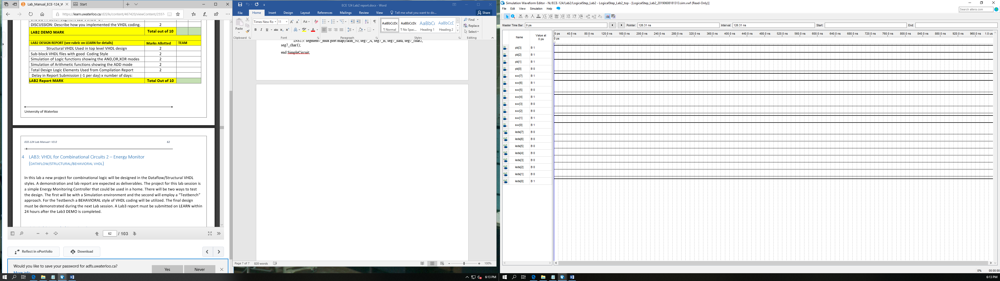 Lab_Manual_ECE-124_W
Start
https://learn.uwaterloo.ca/d2l/le/content/467420/viewContent/2557
DISCUSSION: Describe how you implemented the VHDL coding. 2
LAB2 DEMO MARK Total out of 10
LAB2 DESIGN REPORT (see rubric on LEARN for details) Marks Allotted TEAM
Structural VHDL Used in top level VHDL design 2
Sub-block VHDL files with good Coding Style 2
Simulation of Logic functions showing the AND,OR,XOR modes 2
Simulation of Arithmetic functions showing the ADD mode 2
Total Design Logic Elements Used from Compilation Report 2
Delay in Report Submission (-1 per day) x number of days:
LAB2 Report MARK Total Out of 10
University of Waterloo
ECE-124 Lab Manual– V3.0 62
4 LAB3: VHDL for Combinational Circuits 2 – Energy Monitor
(DATAFLOW/STRUCTURAL/BEHAVIORAL VHDL)
In this lab a new project for combinational logic will be designed in the Dataflow/Structural VHDL
styles. A demonstration and lab report are expected as deliverables. The project for this lab session is
a simple Energy Monitoring Controller that could be used in a home. There will be two ways to test
the design. The first will be with a Simulation environment and the second will employ a “Testbench”
approach. For the Testbench a BEHAVIORAL style of VHDL coding will be utilized. The final design
must be demonstrated during the next Lab session. A Lab3 report must be submitted on LEARN within
24 hours after the Lab3 DEMO is completed.
62 / 103
Reflect in ePortfolio
Download
Would you like to save your password for adfs.uwaterloo.ca?
Yes
Never
More info
ECE 124 Lab2 report.docx - Word
File Home Insert Design Layout References Mailings Review View Tell me what you want to do... Share
Paste
Times New Ro 11
AaBbCcDc AaBbCcDc AaBbC AaBbCcC
¶ Normal ¶ No Spac... Heading 1 Heading 2
Find
Replace
Select
Clipboard Font Paragraph Styles Editing
INST3: segment7_mux port map(clkin_50, seg7_A, seg7_B, seg7_data, seg7_char2,
seg7_char1);
end SimpleCircuit;
Page 7 of 7 820 words
100%
6:13 PM
Simulation Waveform Editor - N:/ECE-124/Lab2/LogicalStep_Lab2 - LogicalStep_Lab2_top - [LogicalStep_Lab2_20190608181313.sim.vwf (Read-Only)]
File Edit View Simulation Help
Search altera.com
Master Time Bar: 0 ps Pointer: 126.31 ns Interval: 126.31 ns Start: End:
Name Value at
0 ps
0 ps 40.0 ns 80.0 ns 120.0 ns 160.0 ns 200.0 ns 240.0 ns 280.0 ns 320.0 ns 360.0 ns 400.0 ns 440.0 ns 480.0 ns 520.0 ns 560.0 ns 600.0 ns 640.0 ns 680.0 ns 720.0 ns 760.0 ns 800.0 ns 840.0 ns 880.0 ns 920.0 ns 960.0 ns 1.0 us
0 ps
pb[3] B 1
pb[2] B 1
pb[1] B 1
pb[0] B 0
sw[7] B 1
sw[6] B 1
sw[5] B 0
sw[4] B 1
sw[3] B 0
sw[2] B 0
sw[1] B 1
sw[0] B 1
leds[7] B 0
leds[6] B 0
leds[5] B 0
leds[4] B 0
leds[3] B 0
leds[2] B 0
leds[1] B 0
leds[0] B 1
0% 00:00:00
6:13 PM